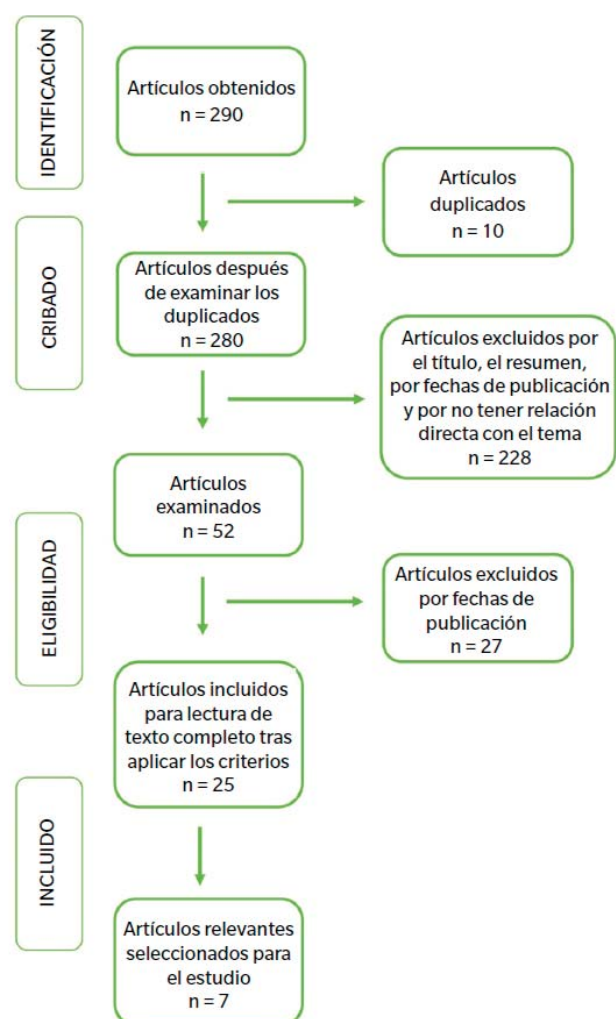 IDENTIFICACIÓN
Artículos obtenidos
n = 290
Artículos
duplicados
n = 10
CRIBADO
Artículos después
de examinar los
duplicados
n = 280
Artículos excluidos por
el título, el resumen,
por fechas de publicación
y por no tener relación
directa con el tema
n = 228
Artículos
examinados
n = 52
ELIGIBILIDAD
Artículos excluidos
por fechas de
publicación
n = 27
Artículos incluidos
para lectura de
texto completo tras
aplicar los criterios
n = 25
INCLUIDO
Artículos relevantes
seleccionados para
el estudio
n = 7